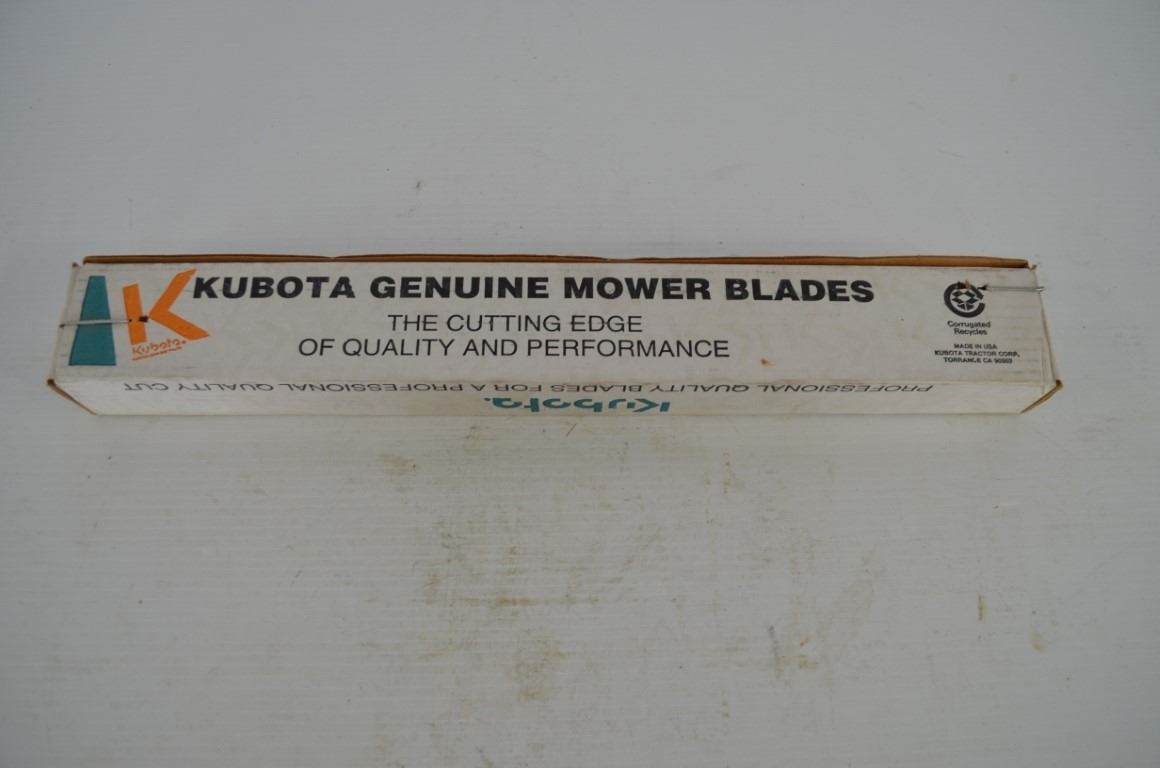 KUBOTA GENUINE MOWER BLADES
THE CUTTING EDGE
OF QUALITY AND PERFORMANCE
Kubota.
Corrugated
Recycles
MADE IN USA
KUBOTA TRACTOR CORP.
TORRANCE CA
PROFESSIONAL QUALITY BLADES FOR A PROFESSIONAL QUALITY CUT
Kubota.